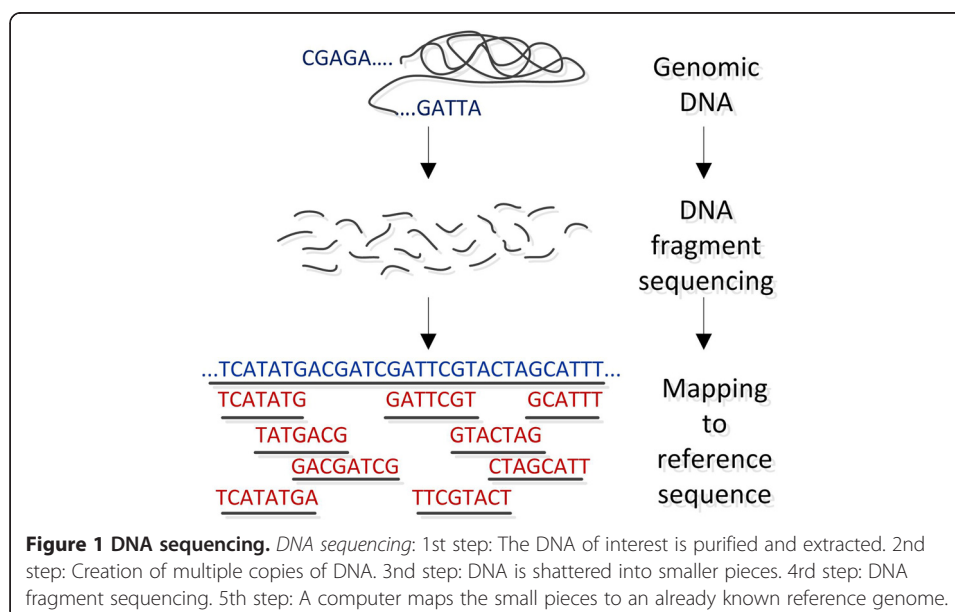 CGAGA....
...GATTA
Genomic
DNA
DNA
fragment
sequencing
...TCATATGACGATCGATTCGTACTAGCATTT...
TCATATG GATTCGT GCATTT
TATGACG GTACTAG
GACGATCG CTAGCATT
TCATATGA TTCGTACT
Mapping
to
reference
sequence
Figure 1 DNA sequencing. DNA sequencing: 1st step: The DNA of interest is purified and extracted. 2nd
step: Creation of multiple copies of DNA. 3nd step: DNA is shattered into smaller pieces. 4rd step: DNA
fragment sequencing. 5th step: A computer maps the small pieces to an already known reference genome.